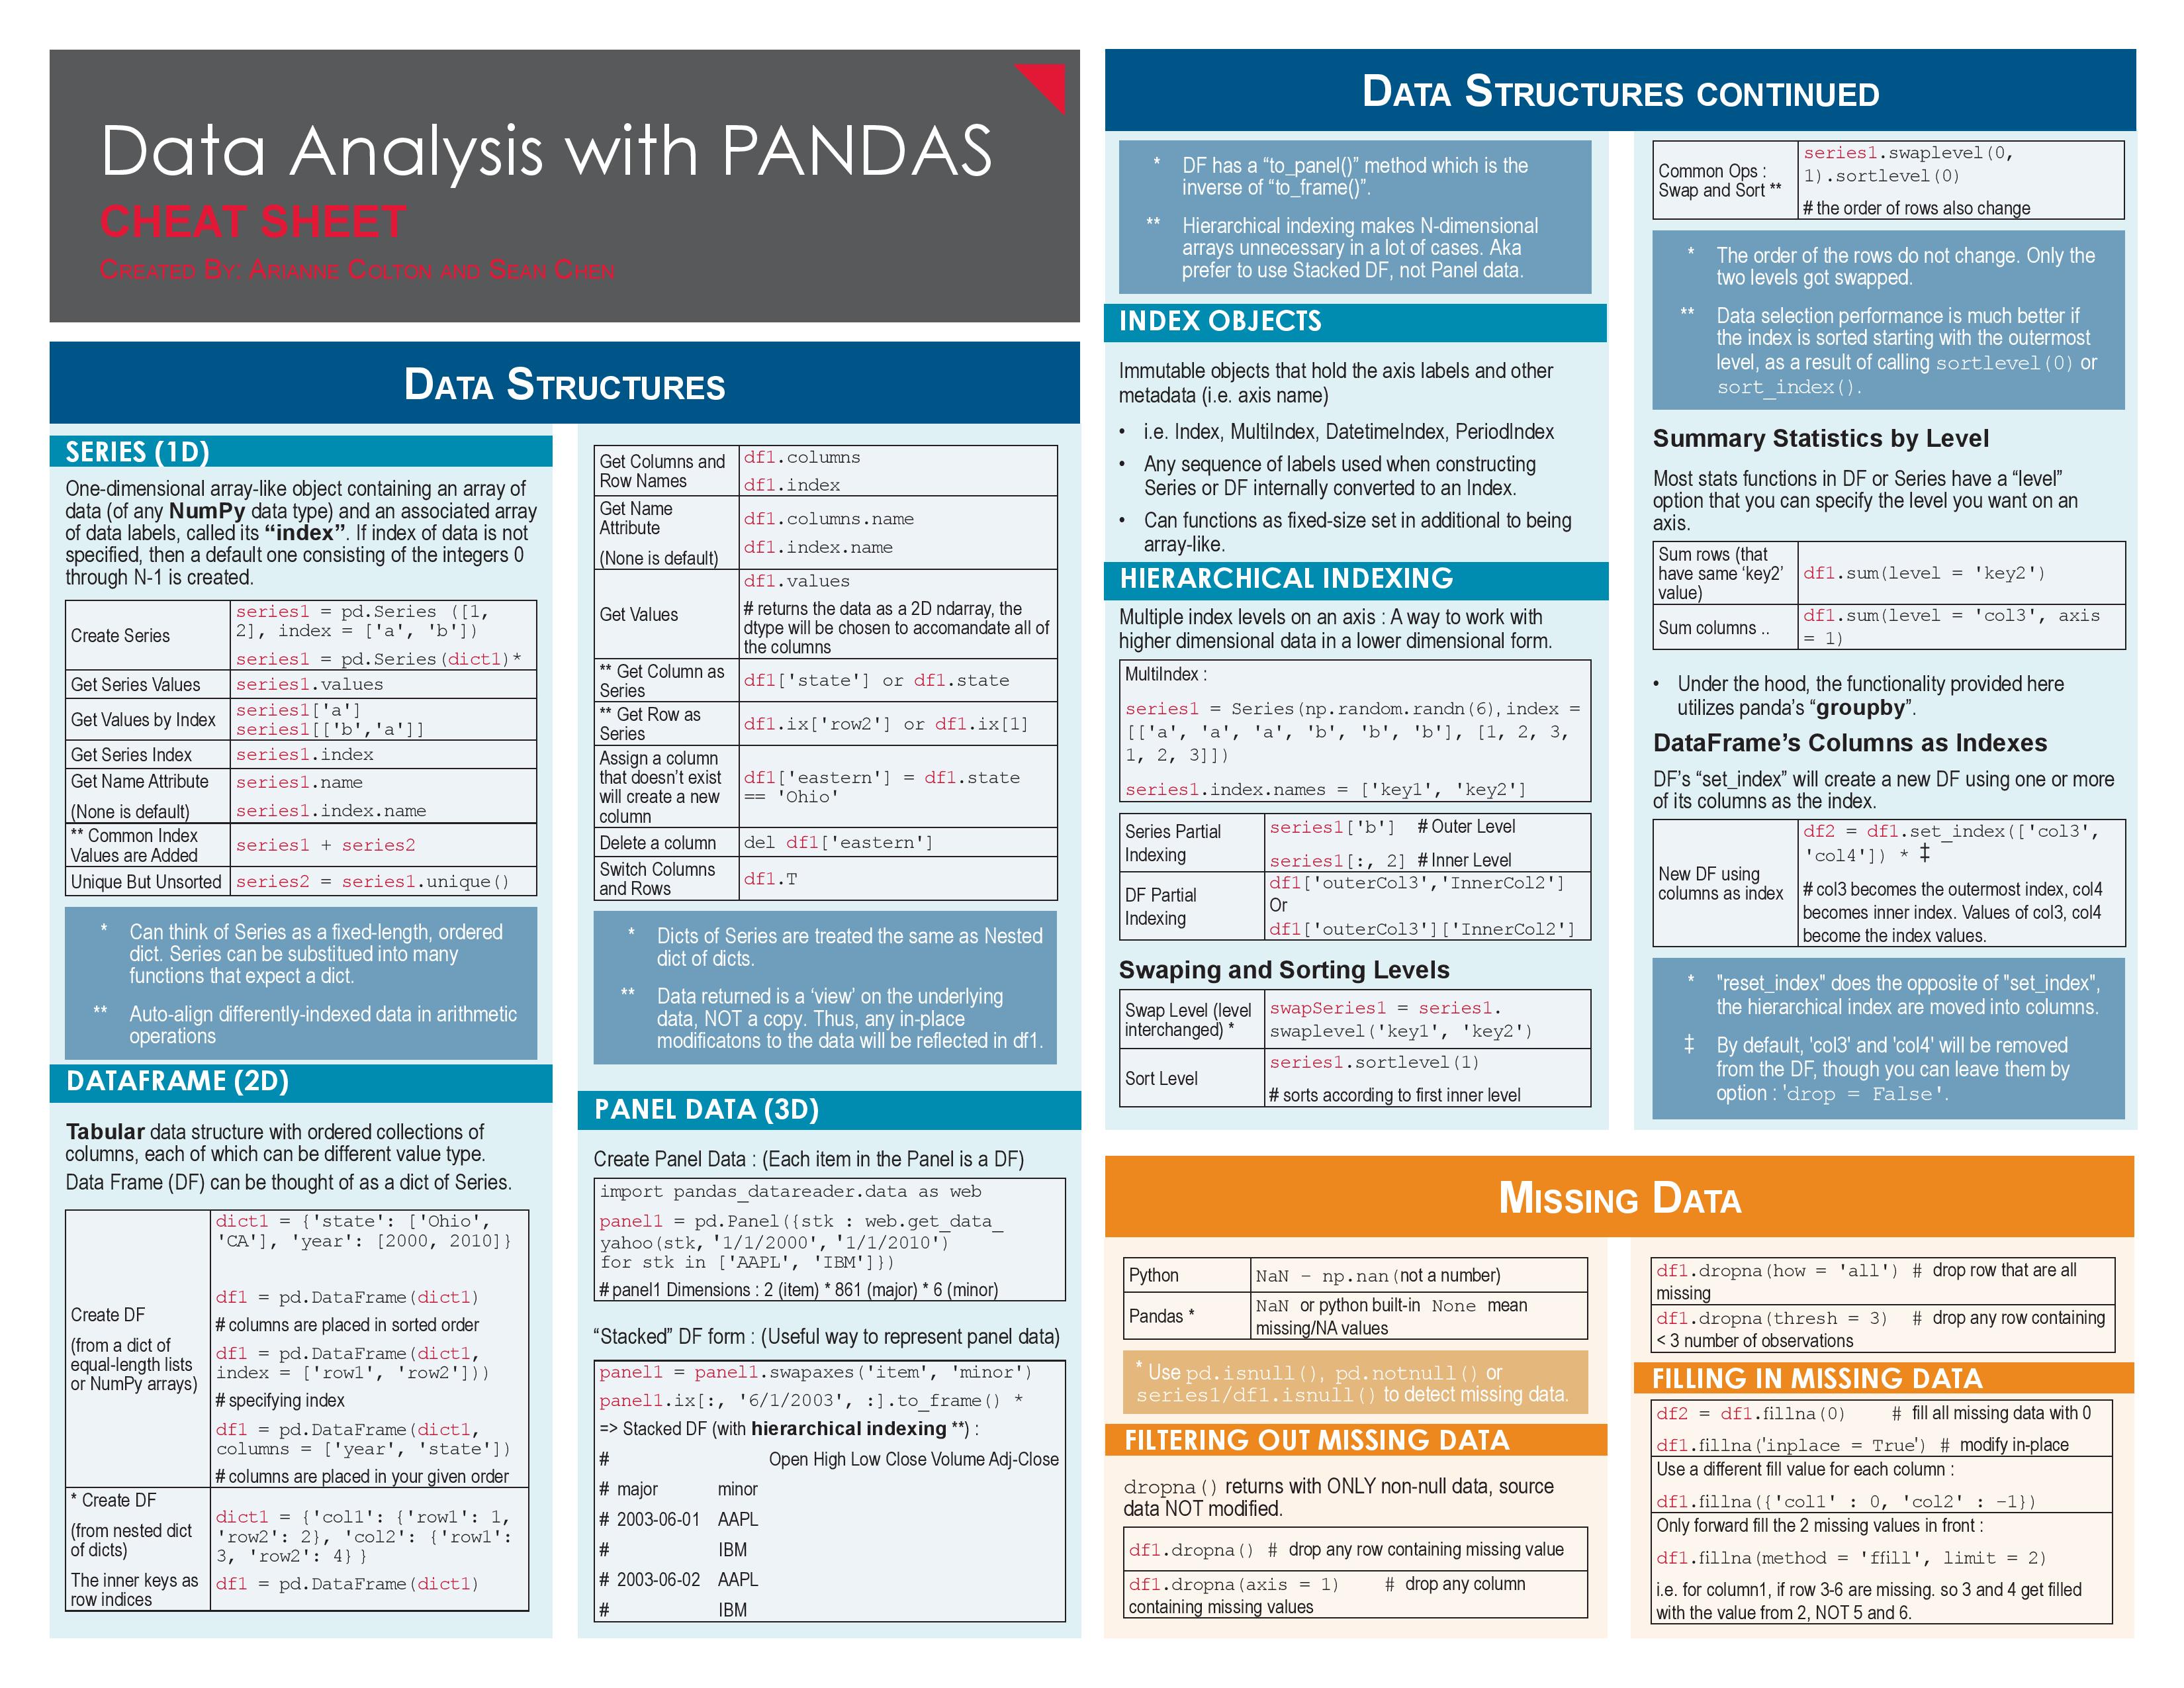 Data Analysis with PANDAS
CHEAT SHEET
Created By: Arianne Colton and Sean Chen
Data Structures
SERIES (1D)
One-dimensional array-like object containing an array of
data (of any NumPy data type) and an associated array
of data labels, called its “index”. If index of data is not
specified, then a default one consisting of the integers 0
through N-1 is created.
Create Series
series1 = pd.Series ([1,
2], index = ['a', 'b'])
series1 = pd.Series(dict1)*
Get Series Values
series1.values
Get Values by Index
series1['a']
series1[['b','a']]
Get Series Index
series1.index
Get Name Attribute
(None is default)
series1.name
series1.index.name
** Common Index
Values are Added
series1 + series2
Unique But Unsorted
series2 = series1.unique()
* Can think of Series as a fixed-length, ordered
dict. Series can be substitued into many
functions that expect a dict.
** Auto-align differently-indexed data in arithmetic
operations
DATAFRAME (2D)
Tabular data structure with ordered collections of
columns, each of which can be different value type.
Data Frame (DF) can be thought of as a dict of Series.
Create DF
(from a dict of
equal-length lists
or NumPy arrays)
dict1 = {'state': ['Ohio',
'CA'], 'year': [2000, 2010]}
df1 = pd.DataFrame(dict1)
# columns are placed in sorted order
df1 = pd.DataFrame(dict1,
index = ['row1', 'row2']))
# specifying index
df1 = pd.DataFrame(dict1,
columns = ['year', 'state'])
# columns are placed in your given order
* Create DF
(from nested dict
of dicts)
The inner keys as
row indices
dict1 = {'col1': {'row1': 1,
'row2': 2}, 'col2': {'row1':
3, 'row2': 4} }
df1 = pd.DataFrame(dict1)
Get Columns and
Row Names
df1.columns
df1.index
Get Name
Attribute
(None is default)
df1.columns.name
df1.index.name
Get Values
df1.values
# returns the data as a 2D ndarray, the
dtype will be chosen to accomandate all of
the columns
** Get Column as
Series
df1['state'] or df1.state
** Get Row as
Series
df1.ix['row2'] or df1.ix[1]
Assign a column
that doesn’t exist
will create a new
column
df1['eastern'] = df1.state
== 'Ohio'
Delete a column
del df1['eastern']
Switch Columns
and Rows
df1.T
* Dicts of Series are treated the same as Nested
dict of dicts.
** Data returned is a ‘view’ on the underlying
data, NOT a copy. Thus, any in-place
modificatons to the data will be reflected in df1.
PANEL DATA (3D)
Create Panel Data : (Each item in the Panel is a DF)
import pandas_datareader.data as web
panel1 = pd.Panel({stk : web.get_data_
yahoo(stk, '1/1/2000', '1/1/2010')
for stk in ['AAPL', 'IBM']})
# panel1 Dimensions : 2 (item) * 861 (major) * 6 (minor)
“Stacked” DF form : (Useful way to represent panel data)
panel1 = panel1.swapaxes('item', 'minor')
panel1.ix[:, '6/1/2003', :].to_frame() *
=> Stacked DF (with hierarchical indexing **) :
# Open High Low Close Volume Adj-Close
# major minor
# 2003-06-01 AAPL
# IBM
# 2003-06-02 AAPL
# IBM
Data Structures continued
* DF has a “to_panel()” method which is the
inverse of “to_frame()”.
** Hierarchical indexing makes N-dimensional
arrays unnecessary in a lot of cases. Aka
prefer to use Stacked DF, not Panel data.
INDEX OBJECTS
Immutable objects that hold the axis labels and other
metadata (i.e. axis name)
• i.e. Index, MultiIndex, DatetimeIndex, PeriodIndex
• Any sequence of labels used when constructing
Series or DF internally converted to an Index.
• Can functions as fixed-size set in additional to being
array-like.
HIERARCHICAL INDEXING
Multiple index levels on an axis : A way to work with
higher dimensional data in a lower dimensional form.
MultiIndex :
series1 = Series(np.random.randn(6), index =
[['a', 'a', 'a', 'b', 'b', 'b'], [1, 2, 3,
1, 2, 3]])
series1.index.names = ['key1', 'key2']
Series Partial
Indexing
series1['b'] # Outer Level
series1[:, 2] # Inner Level
DF Partial
Indexing
df1['outerCol3','InnerCol2']
Or
df1['outerCol3']['InnerCol2']
Swaping and Sorting Levels
Swap Level (level
interchanged) *
swapSeries1 = series1.
swaplevel('key1', 'key2')
Sort Level
series1.sortlevel(1)
# sorts according to first inner level
Common Ops :
Swap and Sort **
series1.swaplevel(0,
1).sortlevel(0)
# the order of rows also change
* The order of the rows do not change. Only the
two levels got swapped.
** Data selection performance is much better if
the index is sorted starting with the outermost
level, as a result of calling sortlevel(0) or
sort_index().
Summary Statistics by Level
Most stats functions in DF or Series have a “level”
option that you can specify the level you want on an
axis.
Sum rows (that
have same ‘key2’
value)
df1.sum(level = 'key2')
Sum columns ..
df1.sum(level = 'col3', axis
= 1)
• Under the hood, the functionality provided here
utilizes panda’s “groupby”.
DataFrame’s Columns as Indexes
DF’s “set_index” will create a new DF using one or more
of its columns as the index.
New DF using
columns as index
df2 = df1.set_index(['col3',
'col4']) * ‡
# col3 becomes the outermost index, col4
becomes inner index. Values of col3, col4
become the index values.
* "reset_index" does the opposite of "set_index",
the hierarchical index are moved into columns.
‡ By default, 'col3' and 'col4' will be removed
from the DF, though you can leave them by
option : 'drop = False'.
Missing Data
Python
NaN - np.nan(not a number)
Pandas *
NaN or python built-in None mean
missing/NA values
* Use pd.isnull(), pd.notnull() or
series1/df1.isnull() to detect missing data.
FILTERING OUT MISSING DATA
dropna() returns with ONLY non-null data, source
data NOT modified.
df1.dropna() # drop any row containing missing value
df1.dropna(axis = 1) # drop any column
containing missing values
df1.dropna(how = 'all') # drop row that are all
missing
df1.dropna(thresh = 3) # drop any row containing
< 3 number of observations
FILLING IN MISSING DATA
df2 = df1.fillna(0) # fill all missing data with 0
df1.fillna('inplace = True') # modify in-place
Use a different fill value for each column :
df1.fillna({'col1' : 0, 'col2' : -1})
Only forward fill the 2 missing values in front :
df1.fillna(method = 'ffill', limit = 2)
i.e. for column1, if row 3-6 are missing. so 3 and 4 get filled
with the value from 2, NOT 5 and 6.